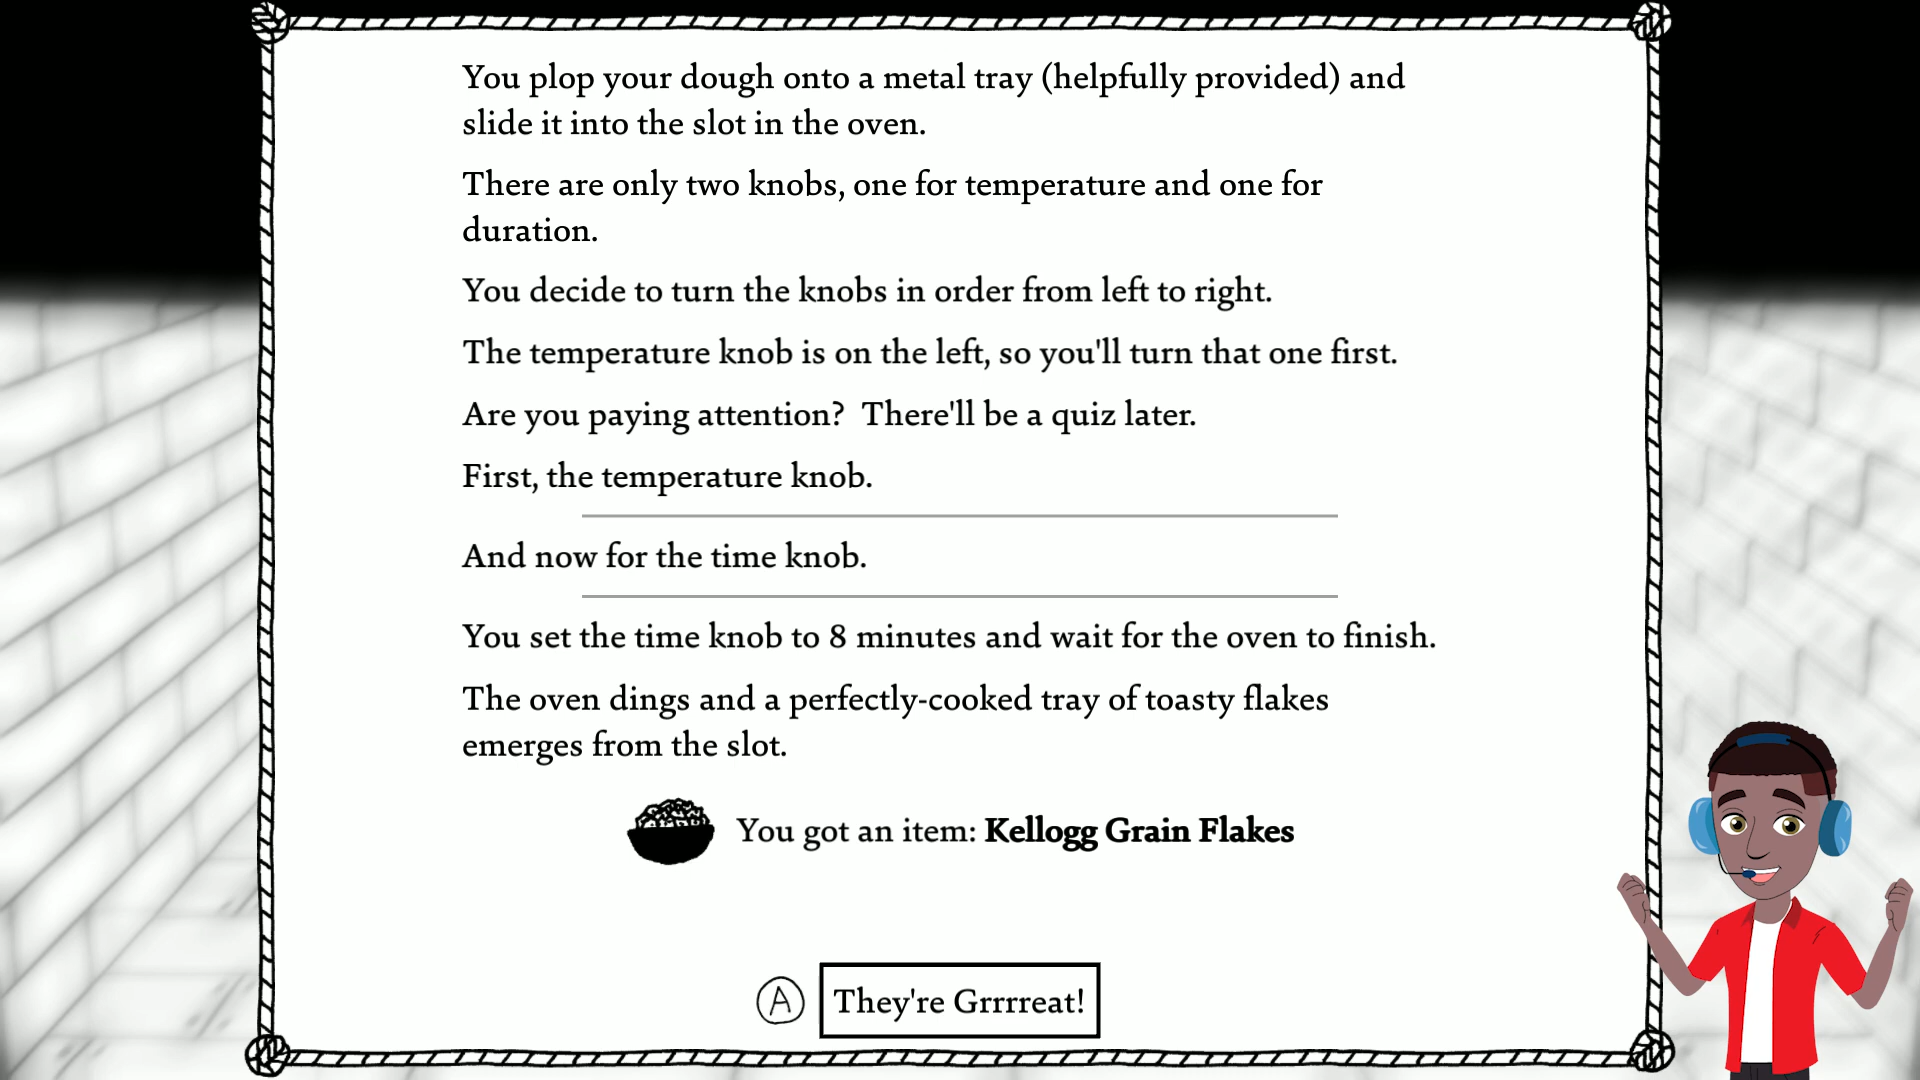 You plop your dough onto a metal tray (helpfully provided) and
slide it into the slot in the oven.
There are only two knobs, one for temperature and one for
duration.
You decide to turn the knobs in order from left to right.
The temperature knob is on the left, so you'll turn that one first.
Are you paying attention?  There'll be a quiz later.
First, the temperature knob.
And now for the time knob.
You set the time knob to 8 minutes and wait for the oven to finish.
The oven dings and a perfectly-cooked tray of toasty flakes
emerges from the slot.
You got an item: Kellogg Grain Flakes
A They're Grrrreat!